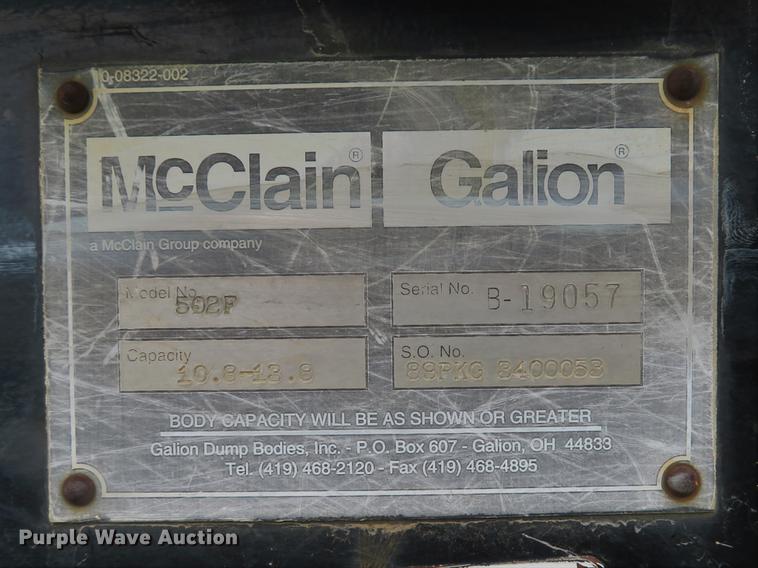 0-08322-002
McClain® Galion®
a McClain Group company
Model No. 502F
Serial No. B-19057
Capacity 10.8-13.8
S.O. No. 89PKG 3400053
BODY CAPACITY WILL BE AS SHOWN OR GREATER
Galion Dump Bodies, Inc. - P.O. Box 607 - Galion, OH 44833
Tel. (419) 468-2120 - Fax (419) 468-4895
Purple Wave Auction